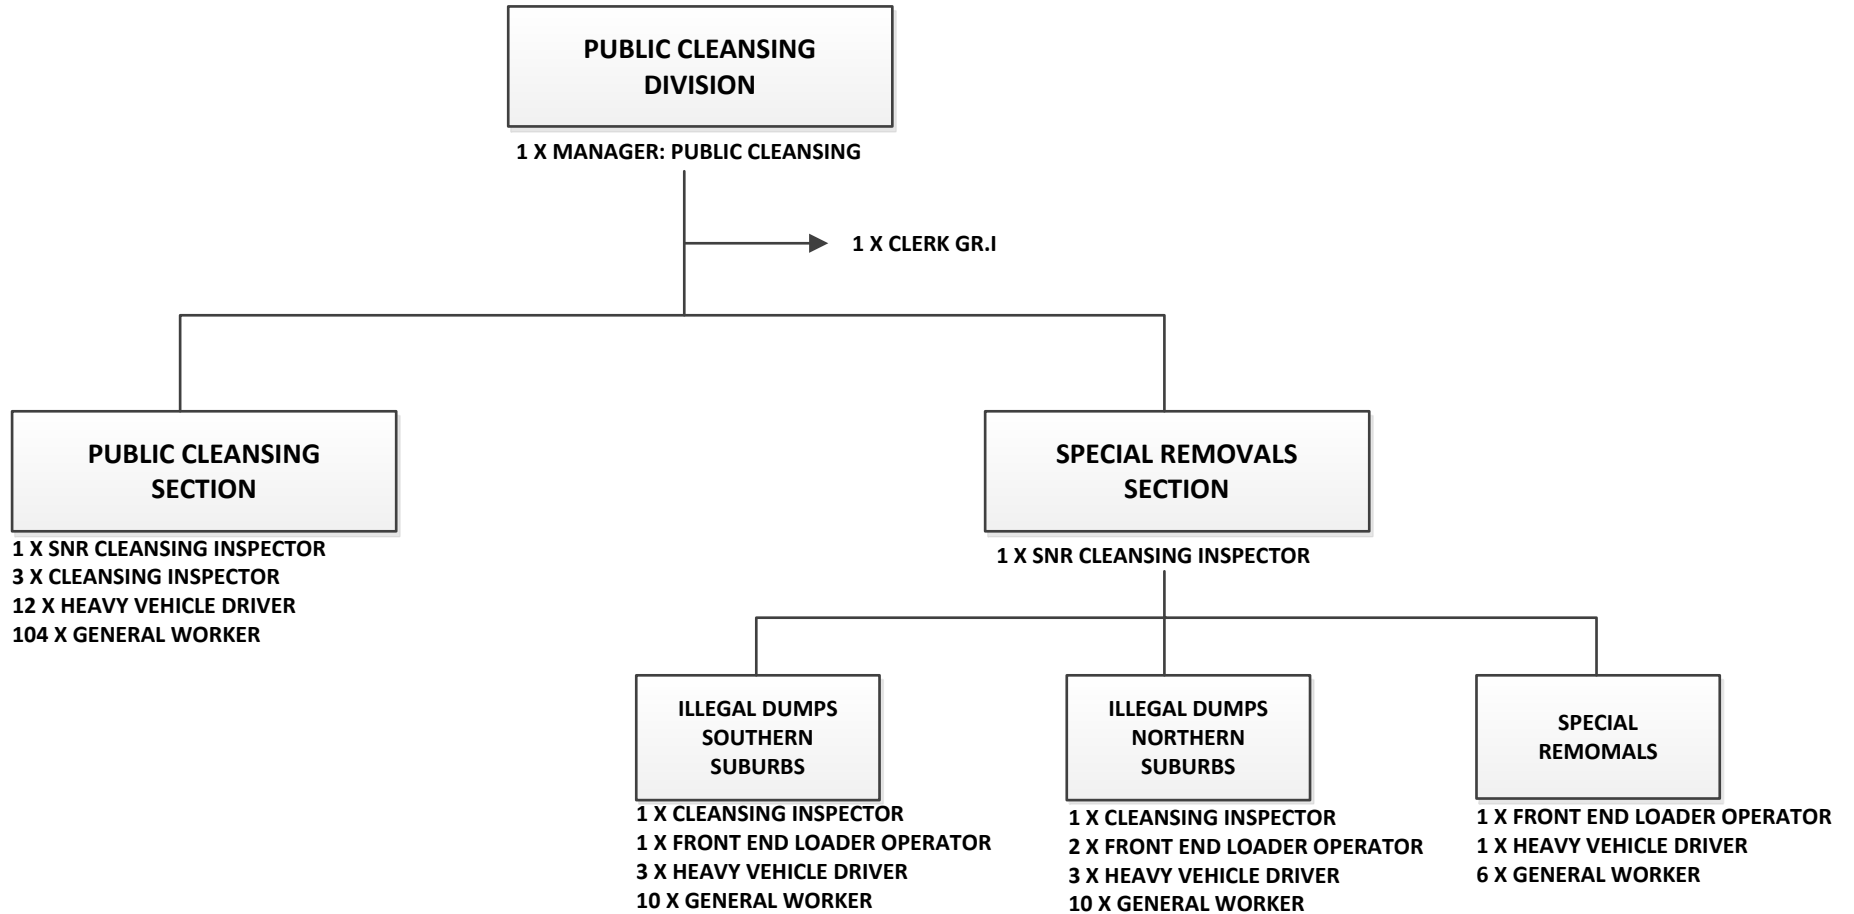 PUBLIC CLEANSING
DIVISION
1 X MANAGER: PUBLIC CLEANSING
1 X CLERK GR.I
PUBLIC CLEANSING
SECTION
1 X SNR CLEANSING INSPECTOR
3 X CLEANSING INSPECTOR
12 X HEAVY VEHICLE DRIVER
104 X GENERAL WORKER
SPECIAL REMOVALS
SECTION
1 X SNR CLEANSING INSPECTOR
ILLEGAL DUMPS
SOUTHERN
SUBURBS
1 X CLEANSING INSPECTOR
1 X FRONT END LOADER OPERATOR
3 X HEAVY VEHICLE DRIVER
10 X GENERAL WORKER
ILLEGAL DUMPS
NORTHERN
SUBURBS
1 X CLEANSING INSPECTOR
2 X FRONT END LOADER OPERATOR
3 X HEAVY VEHICLE DRIVER
10 X GENERAL WORKER
SPECIAL
REMOMALS
1 X FRONT END LOADER OPERATOR
1 X HEAVY VEHICLE DRIVER
6 X GENERAL WORKER